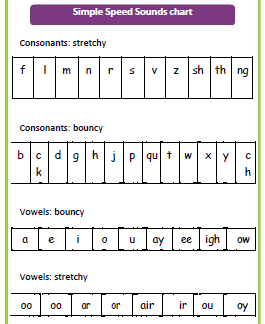 Simple Speed Sounds chart
Consonants: stretchy
f l m n r s v z sh th ng
Consonants: bouncy
b c d g h j p qu t w x y c
k h
Vowels: bouncy
a e i o u ay ee igh ow
Vowels: stretchy
oo oo ar or air ir ou oy